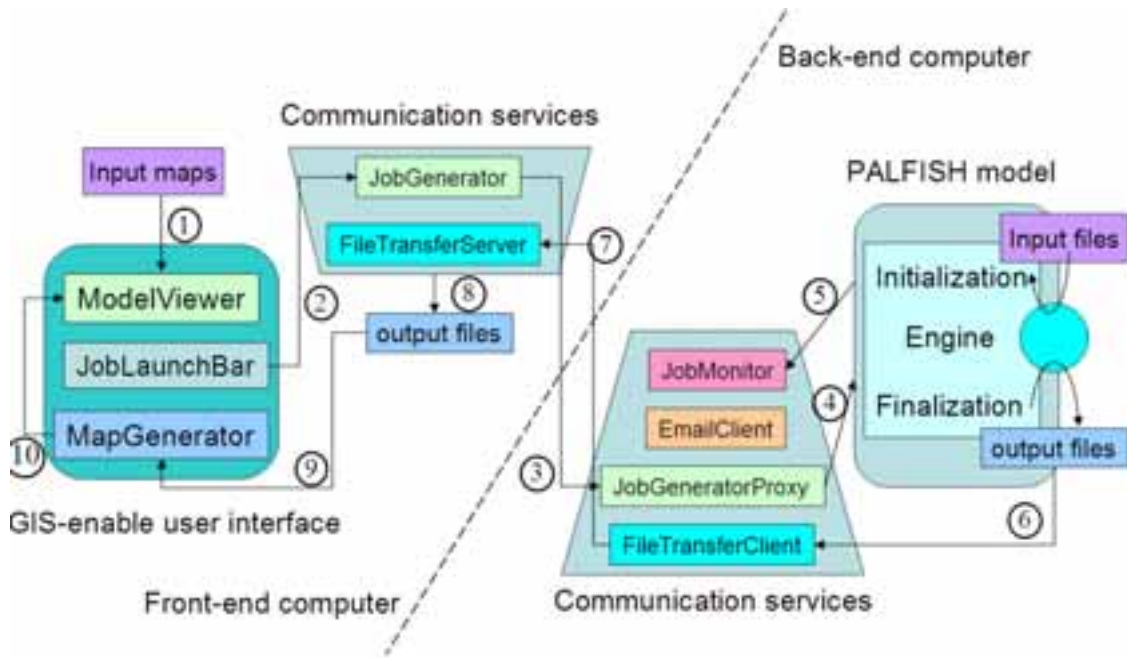 Back-end computer
Communication services
Input maps
JobGenerator
PALFISH model
1
FileTransferServer
7
Input files
ModelViewer
2
8
5
Initialization
output files
JobLaunchBar
Engine
JobMonitor
4
Finalization
MapGenerator
EmailClient
output files
10
9
3
JobGeneratorProxy
GIS-enable user interface
6
FileTransferClient
Front-end computer
Communication services